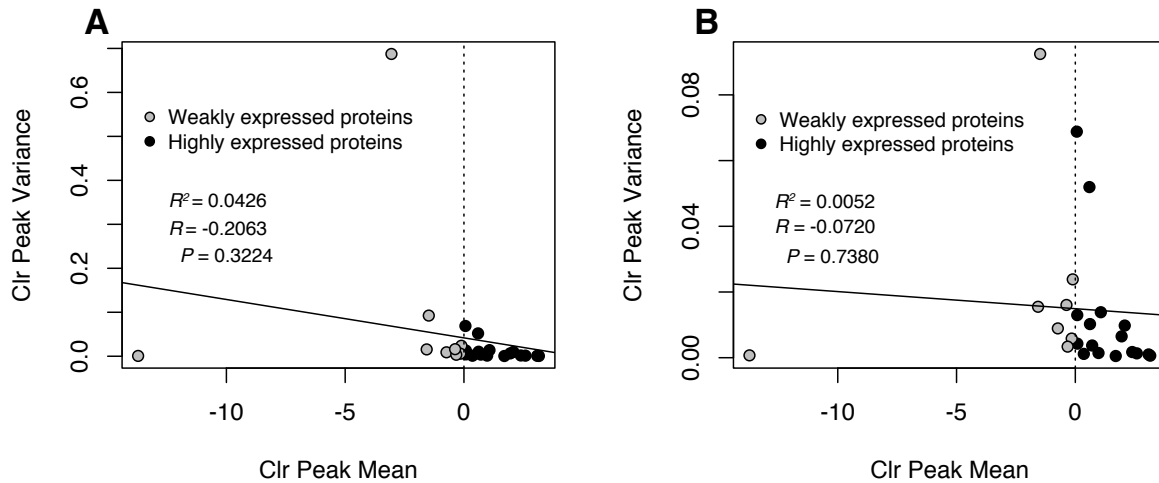 A
Clr Peak Variance
0.6
0.4
0.2
0.0
Weakly expressed proteins
Highly expressed proteins
R² = 0.0426
R = -0.2063
P = 0.3224
-10 -5 0
Clr Peak Mean
B
Clr Peak Variance
0.08
0.04
0.00
Weakly expressed proteins
Highly expressed proteins
R² = 0.0052
R = -0.0720
P = 0.7380
-10 -5 0
Clr Peak Mean